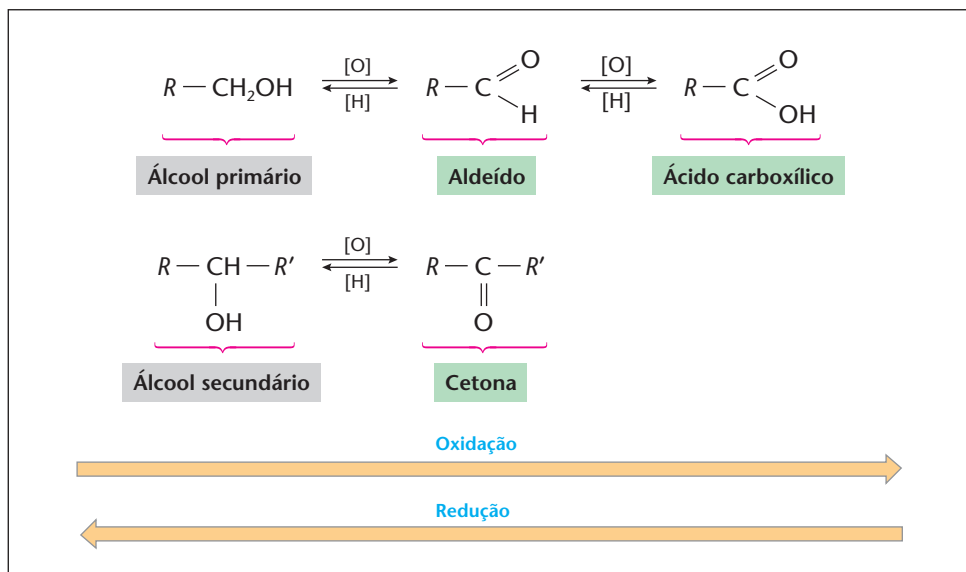 [O] [O]
R — CH₂OH [H] R — C O H [H] R — C O OH
Álcool primário Aldeído Ácido carboxílico
[O]
R — CH — R' [H] R — C — R'
OH O
Álcool secundário Cetona
Oxidação
Redução